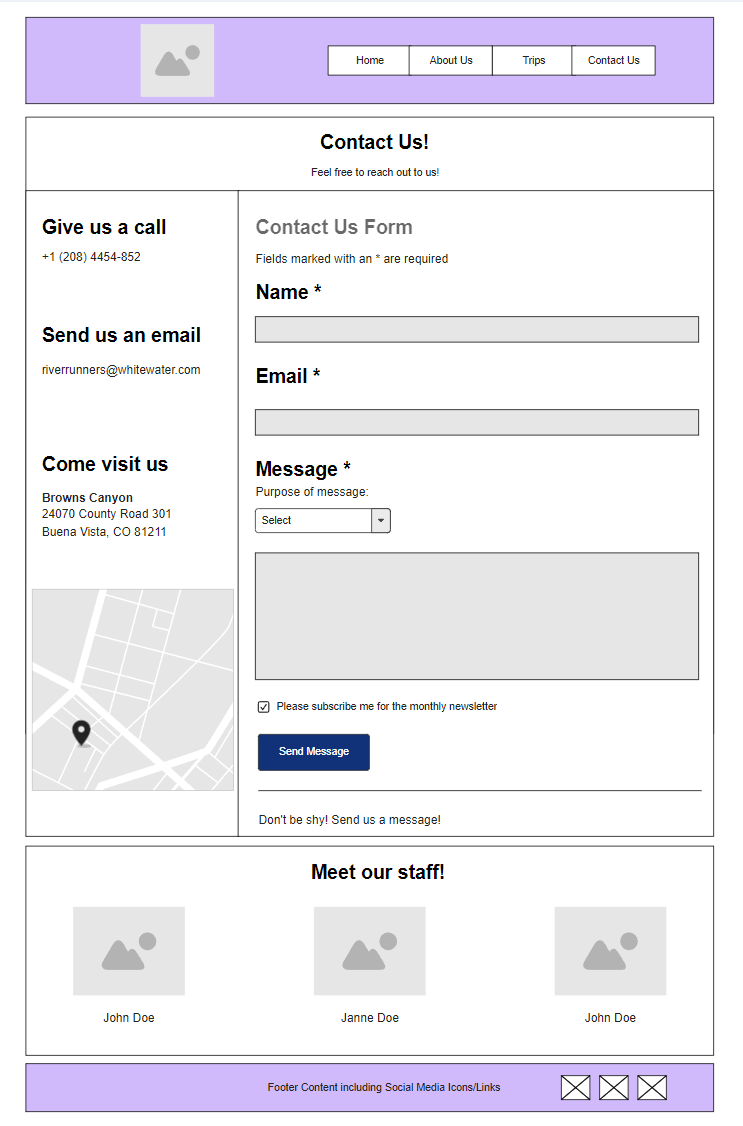 Home
About Us
Trips
Contact Us
Contact Us!
Feel free to reach out to us!
Give us a call
+1 (208) 4454-852
Send us an email
riverrunners@whitewater.com
Come visit us
Browns Canyon
24070 County Road 301
Buena Vista, CO 81211
Contact Us Form
Fields marked with an * are required
Name *
Email *
Message *
Purpose of message:
Select
Please subscribe me for the monthly newsletter
Send Message
Don't be shy! Send us a message!
Meet our staff!
John Doe
Janne Doe
John Doe
Footer Content including Social Media Icons/Links